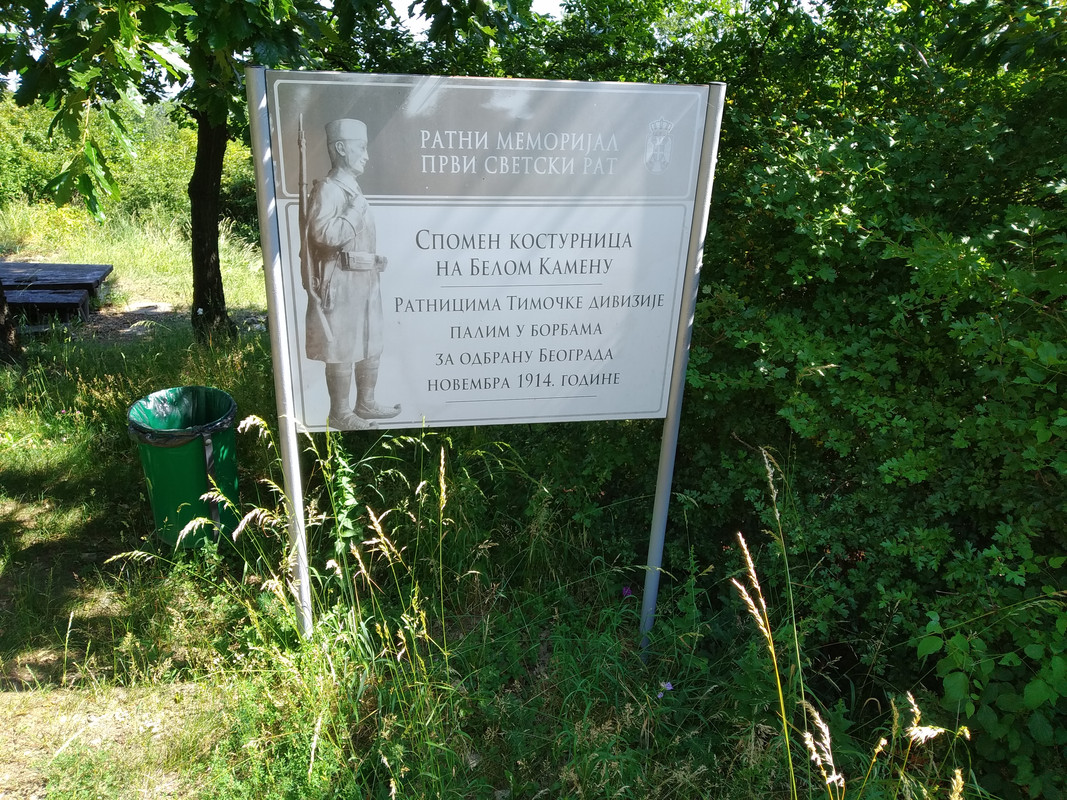 РАТНИ МЕМОРИЈАЛ
ПРВИ СВЕТСКИ РАТ
СПОМЕН КОСТУРНИЦА
НА БЕЛОМ КАМЕНУ
РАТНИЦИМА ТИМОЧКЕ ДИВИЗИЈЕ
ПАЛИМ У БОРБАМА
ЗА ОДБРАНУ БЕОГРАДА
НОВЕМБРА 1914. ГОДИНЕ